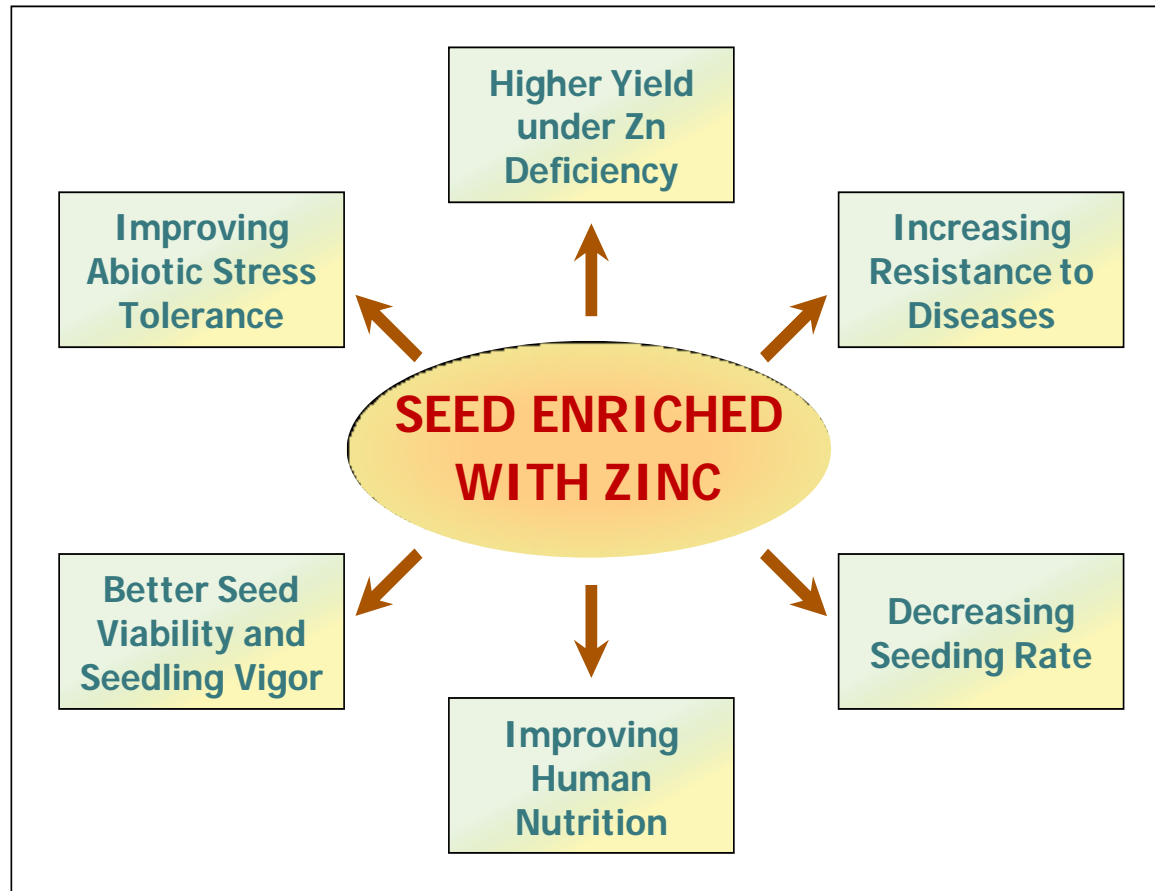 Higher Yield
under Zn
Deficiency
Improving
Abiotic Stress
Tolerance
Increasing
Resistance to
Diseases
SEED ENRICHED
WITH ZINC
Better Seed
Viability and
Seedling Vigor
Decreasing
Seeding Rate
Improving
Human
Nutrition